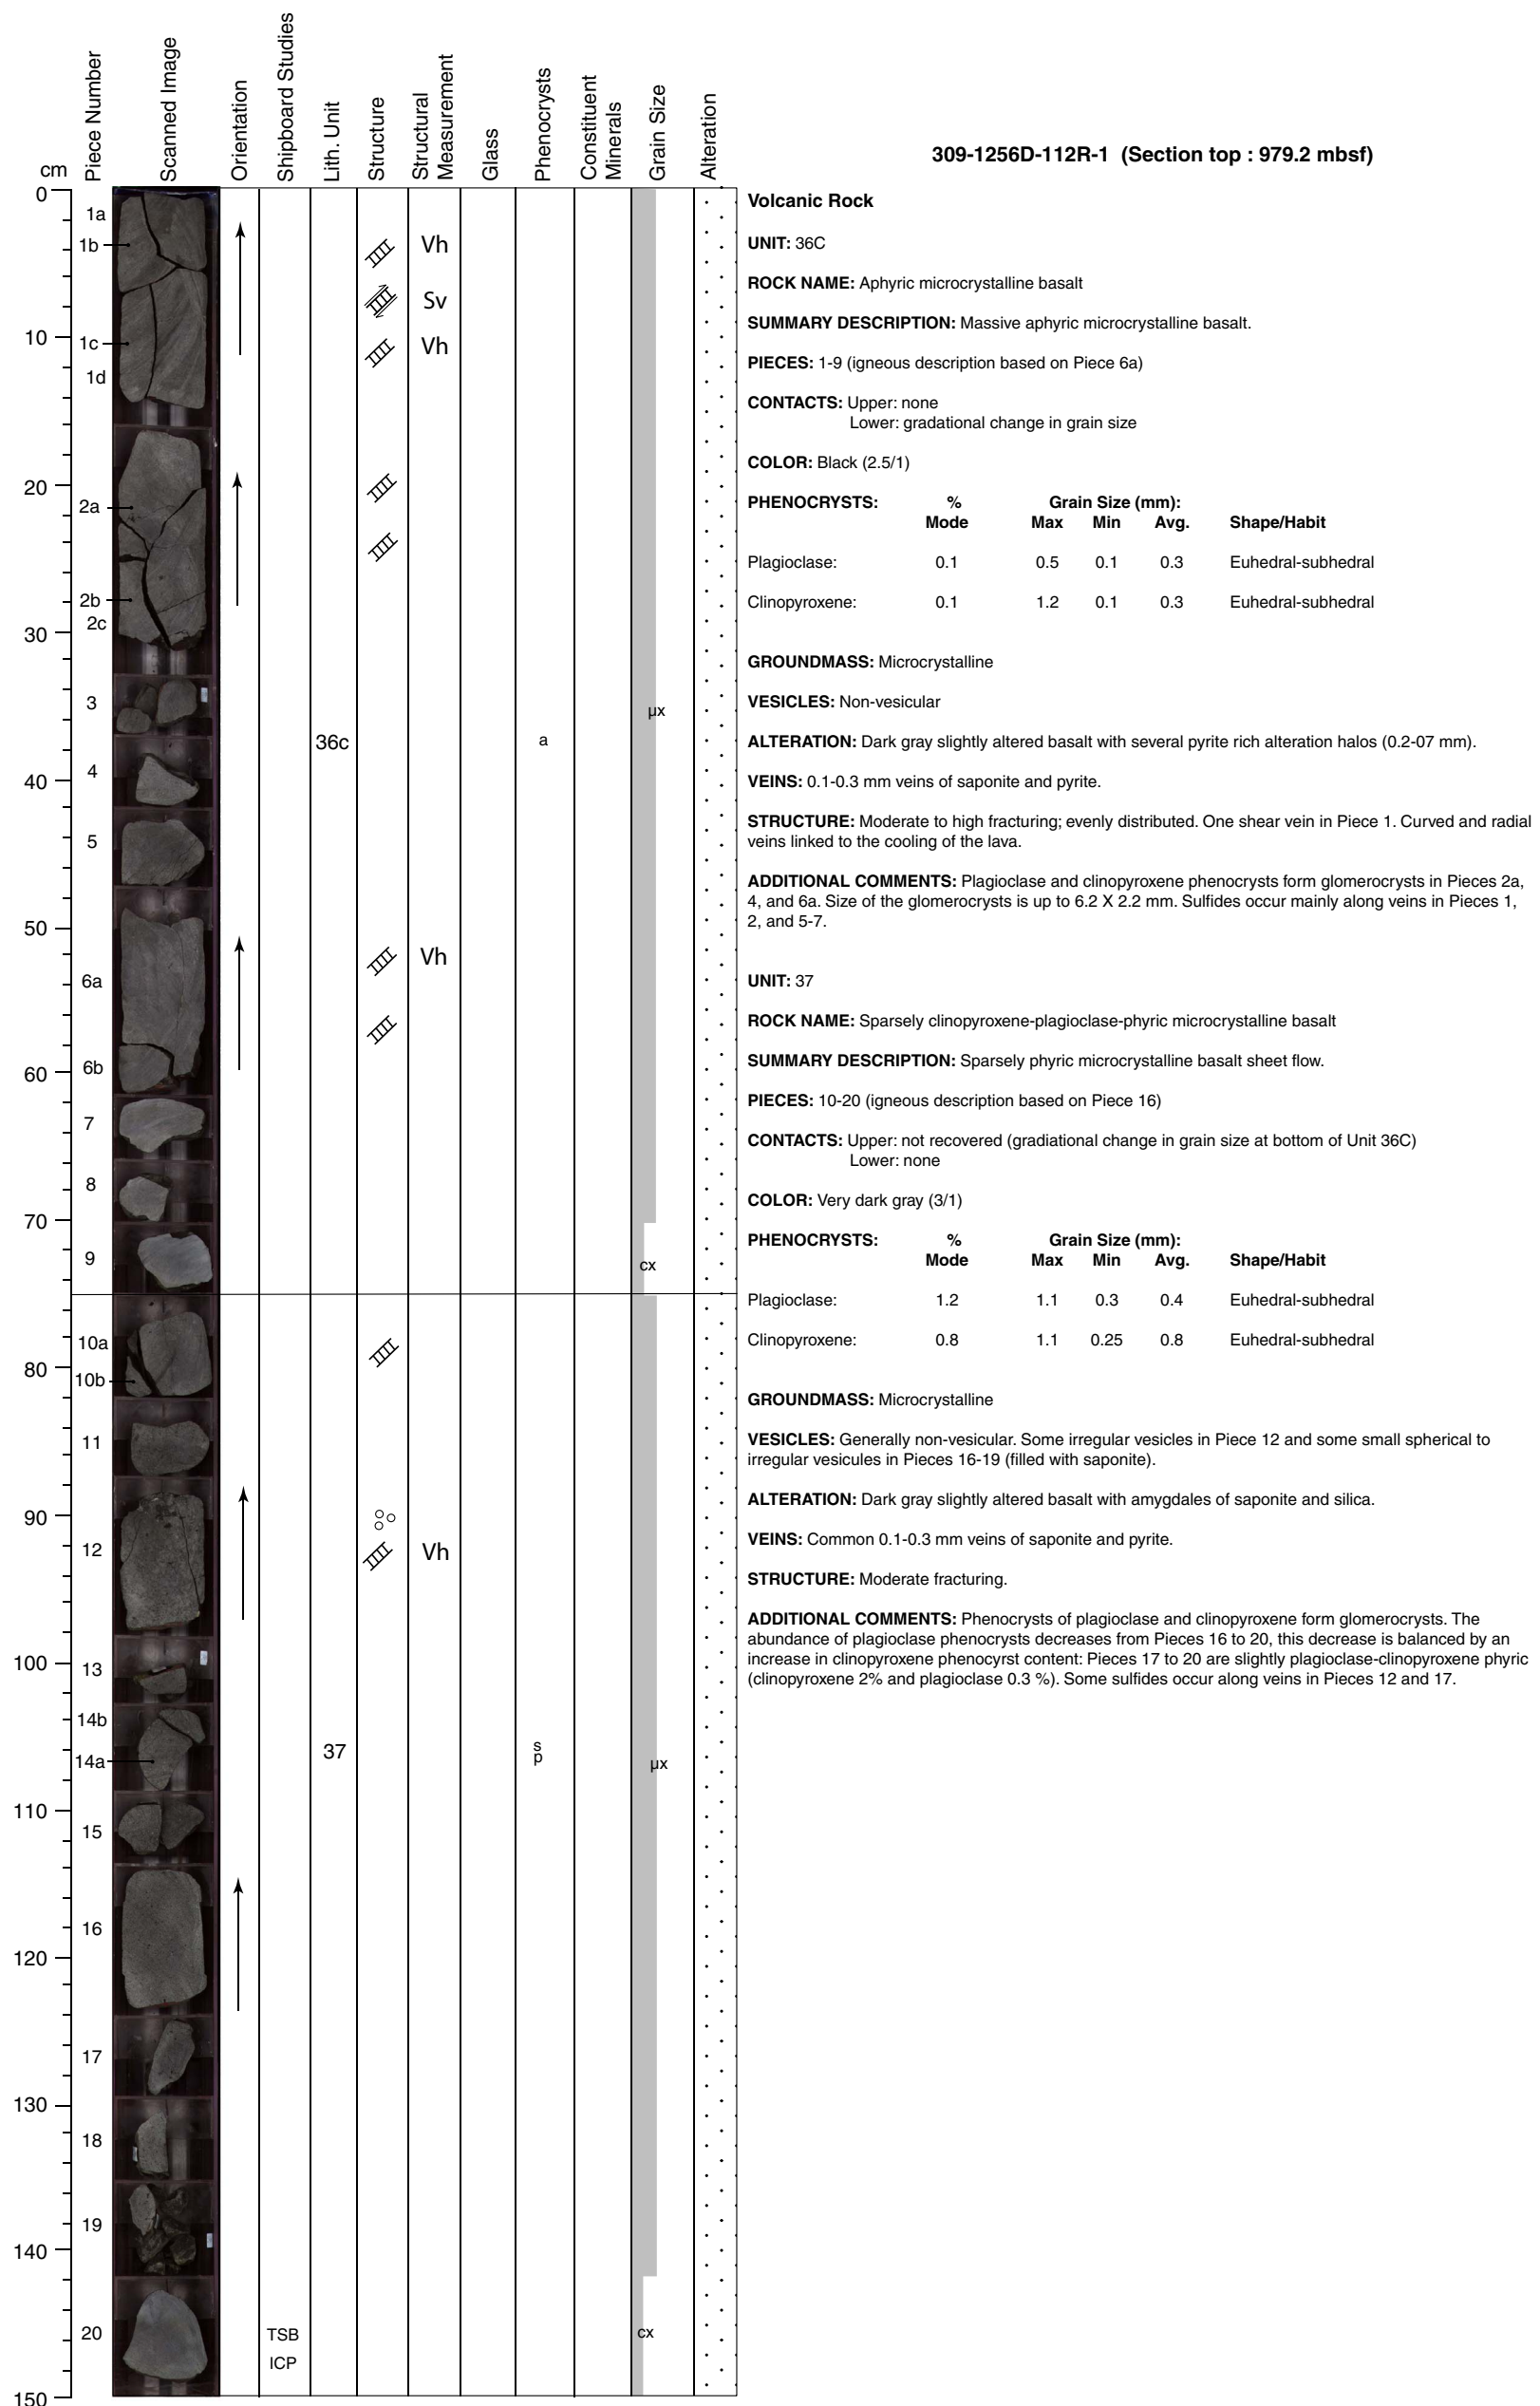 cm
Piece Number
Scanned Image
Orientation
Shipboard Studies
Lith. Unit
Structure
Structural
Measurement
Glass
Phenocrysts
Constituent
Minerals
Grain Size
Alteration
0
10
20
30
40
50
60
70
80
90
100
110
120
130
140
150
1a
1b
1c
1d
2a
2b
2c
3
4
5
6a
6b
7
8
9
10a
10b
11
12
13
14b
14a
15
16
17
18
19
20
TSB
ICP
36c
37
Vh
Sv
Vh
Vh
Vh
a
s
p
µx
cx
µx
cx
309-1256D-112R-1 (Section top : 979.2 mbsf)
Volcanic Rock
UNIT: 36C
ROCK NAME: Aphyric microcrystalline basalt
SUMMARY DESCRIPTION: Massive aphyric microcrystalline basalt.
PIECES: 1-9 (igneous description based on Piece 6a)
CONTACTS: Upper: none
Lower: gradational change in grain size
COLOR: Black (2.5/1)
PHENOCRYSTS: % Grain Size (mm):
Mode Max Min Avg. Shape/Habit
Plagioclase: 0.1 0.5 0.1 0.3 Euhedral-subhedral
Clinopyroxene: 0.1 1.2 0.1 0.3 Euhedral-subhedral
GROUNDMASS: Microcrystalline
VESICLES: Non-vesicular
ALTERATION: Dark gray slightly altered basalt with several pyrite rich alteration halos (0.2-07 mm).
VEINS: 0.1-0.3 mm veins of saponite and pyrite.
STRUCTURE: Moderate to high fracturing; evenly distributed. One shear vein in Piece 1. Curved and radial
veins linked to the cooling of the lava.
ADDITIONAL COMMENTS: Plagioclase and clinopyroxene phenocrysts form glomerocrysts in Pieces 2a,
4, and 6a. Size of the glomerocrysts is up to 6.2 X 2.2 mm. Sulfides occur mainly along veins in Pieces 1,
2, and 5-7.
UNIT: 37
ROCK NAME: Sparsely clinopyroxene-plagioclase-phyric microcrystalline basalt
SUMMARY DESCRIPTION: Sparsely phyric microcrystalline basalt sheet flow.
PIECES: 10-20 (igneous description based on Piece 16)
CONTACTS: Upper: not recovered (gradiational change in grain size at bottom of Unit 36C)
Lower: none
COLOR: Very dark gray (3/1)
PHENOCRYSTS: % Grain Size (mm):
Mode Max Min Avg. Shape/Habit
Plagioclase: 1.2 1.1 0.3 0.4 Euhedral-subhedral
Clinopyroxene: 0.8 1.1 0.25 0.8 Euhedral-subhedral
GROUNDMASS: Microcrystalline
VESICLES: Generally non-vesicular. Some irregular vesicles in Piece 12 and some small spherical to
irregular vesicules in Pieces 16-19 (filled with saponite).
ALTERATION: Dark gray slightly altered basalt with amygdales of saponite and silica.
VEINS: Common 0.1-0.3 mm veins of saponite and pyrite.
STRUCTURE: Moderate fracturing.
ADDITIONAL COMMENTS: Phenocrysts of plagioclase and clinopyroxene form glomerocrysts. The
abundance of plagioclase phenocrysts decreases from Pieces 16 to 20, this decrease is balanced by an
increase in clinopyroxene phenocyrst content: Pieces 17 to 20 are slightly plagioclase-clinopyroxene phyric
(clinopyroxene 2% and plagioclase 0.3 %). Some sulfides occur along veins in Pieces 12 and 17.